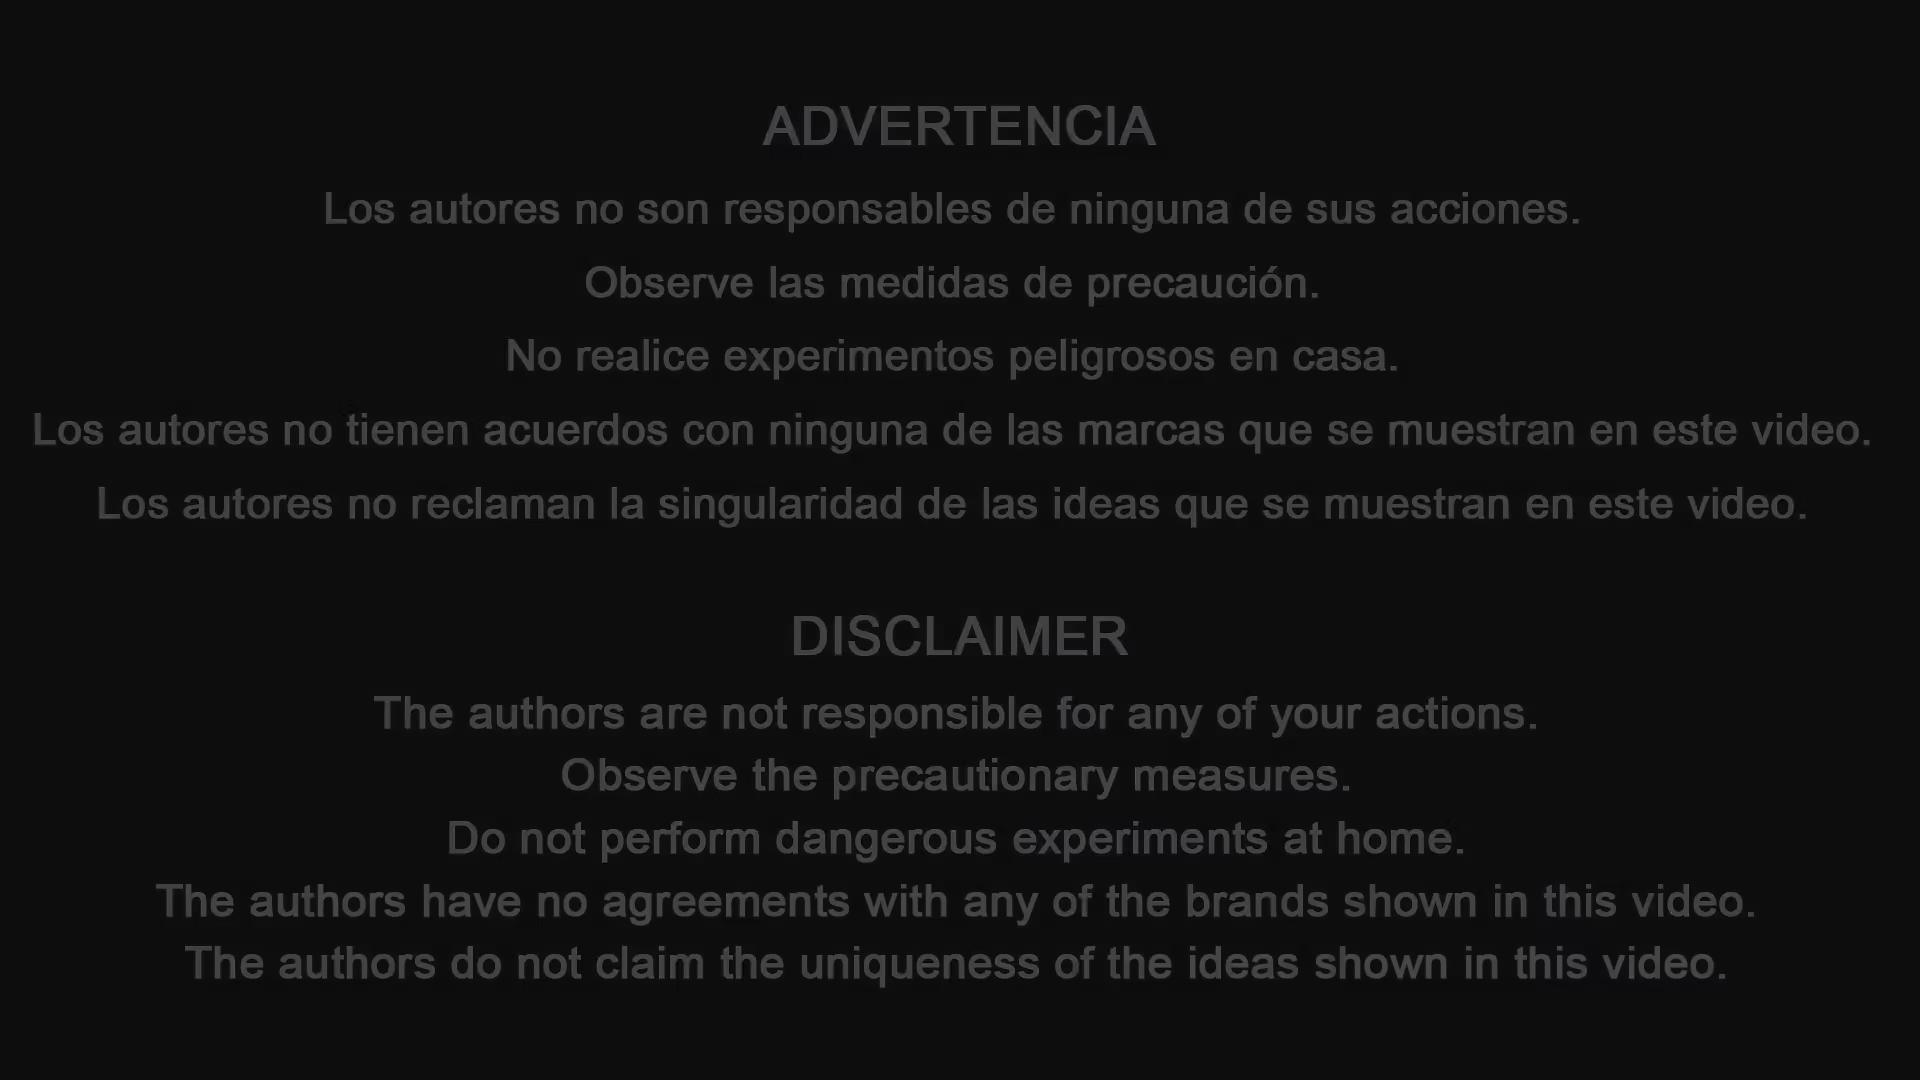 ADVERTENCIA
Los autores no son responsables de ninguna de sus acciones.
Observe las medidas de precaución.
No realice experimentos peligrosos en casa.
Los autores no tienen acuerdos con ninguna de las marcas que se muestran en este video.
Los autores no reclaman la singularidad de las ideas que se muestran en este video.
DISCLAIMER
The authors are not responsible for any of your actions.
Observe the precautionary measures.
Do not perform dangerous experiments at home.
The authors have no agreements with any of the brands shown in this video.
The authors do not claim the uniqueness of the ideas shown in this video.